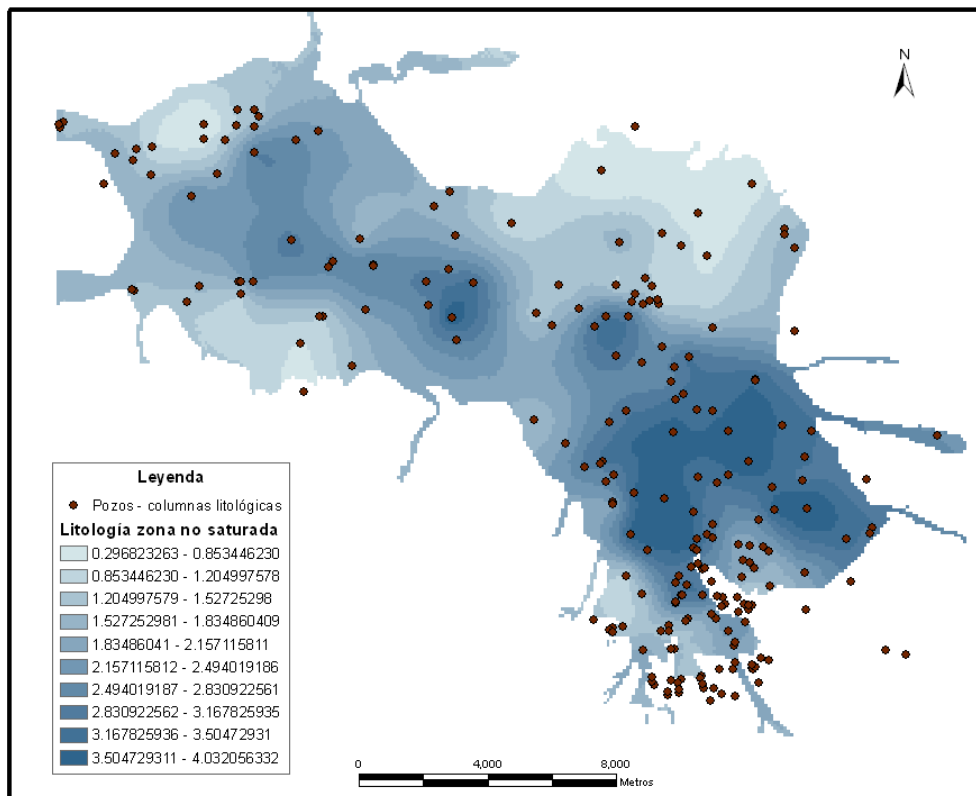 N
Leyenda
Pozos - columnas litológicas
Litología zona no saturada
0.296823263 - 0.853446230
0.853446230 - 1.204997578
1.204997579 - 1.52725298
1.527252981 - 1.834860409
1.83486041 - 2.157115811
2.157115812 - 2.494019186
2.494019187 - 2.830922561
2.830922562 - 3.167825935
3.167825936 - 3.50472931
3.504729311 - 4.032056332
0 4,000 8,000
Metros